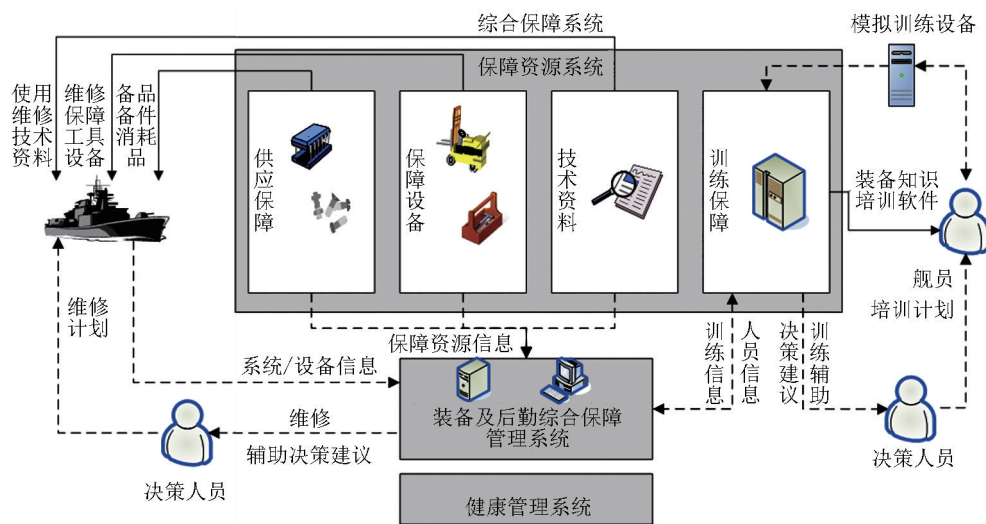 综合保障系统
模拟训练设备
保障资源系统
使用
维修
技术
资料
维修
保障
工具
设备
备品
备件
消耗
品
供应保障
保障设备
技术资料
训练保障
装备知识
培训软件
舰员
培训计划
维修
计划
保障资源信息
训练信息
人员信息
决策建议
训练辅助
系统/设备信息
装备及后勤综合保障
管理系统
维修
辅助决策建议
决策人员
决策人员
健康管理系统